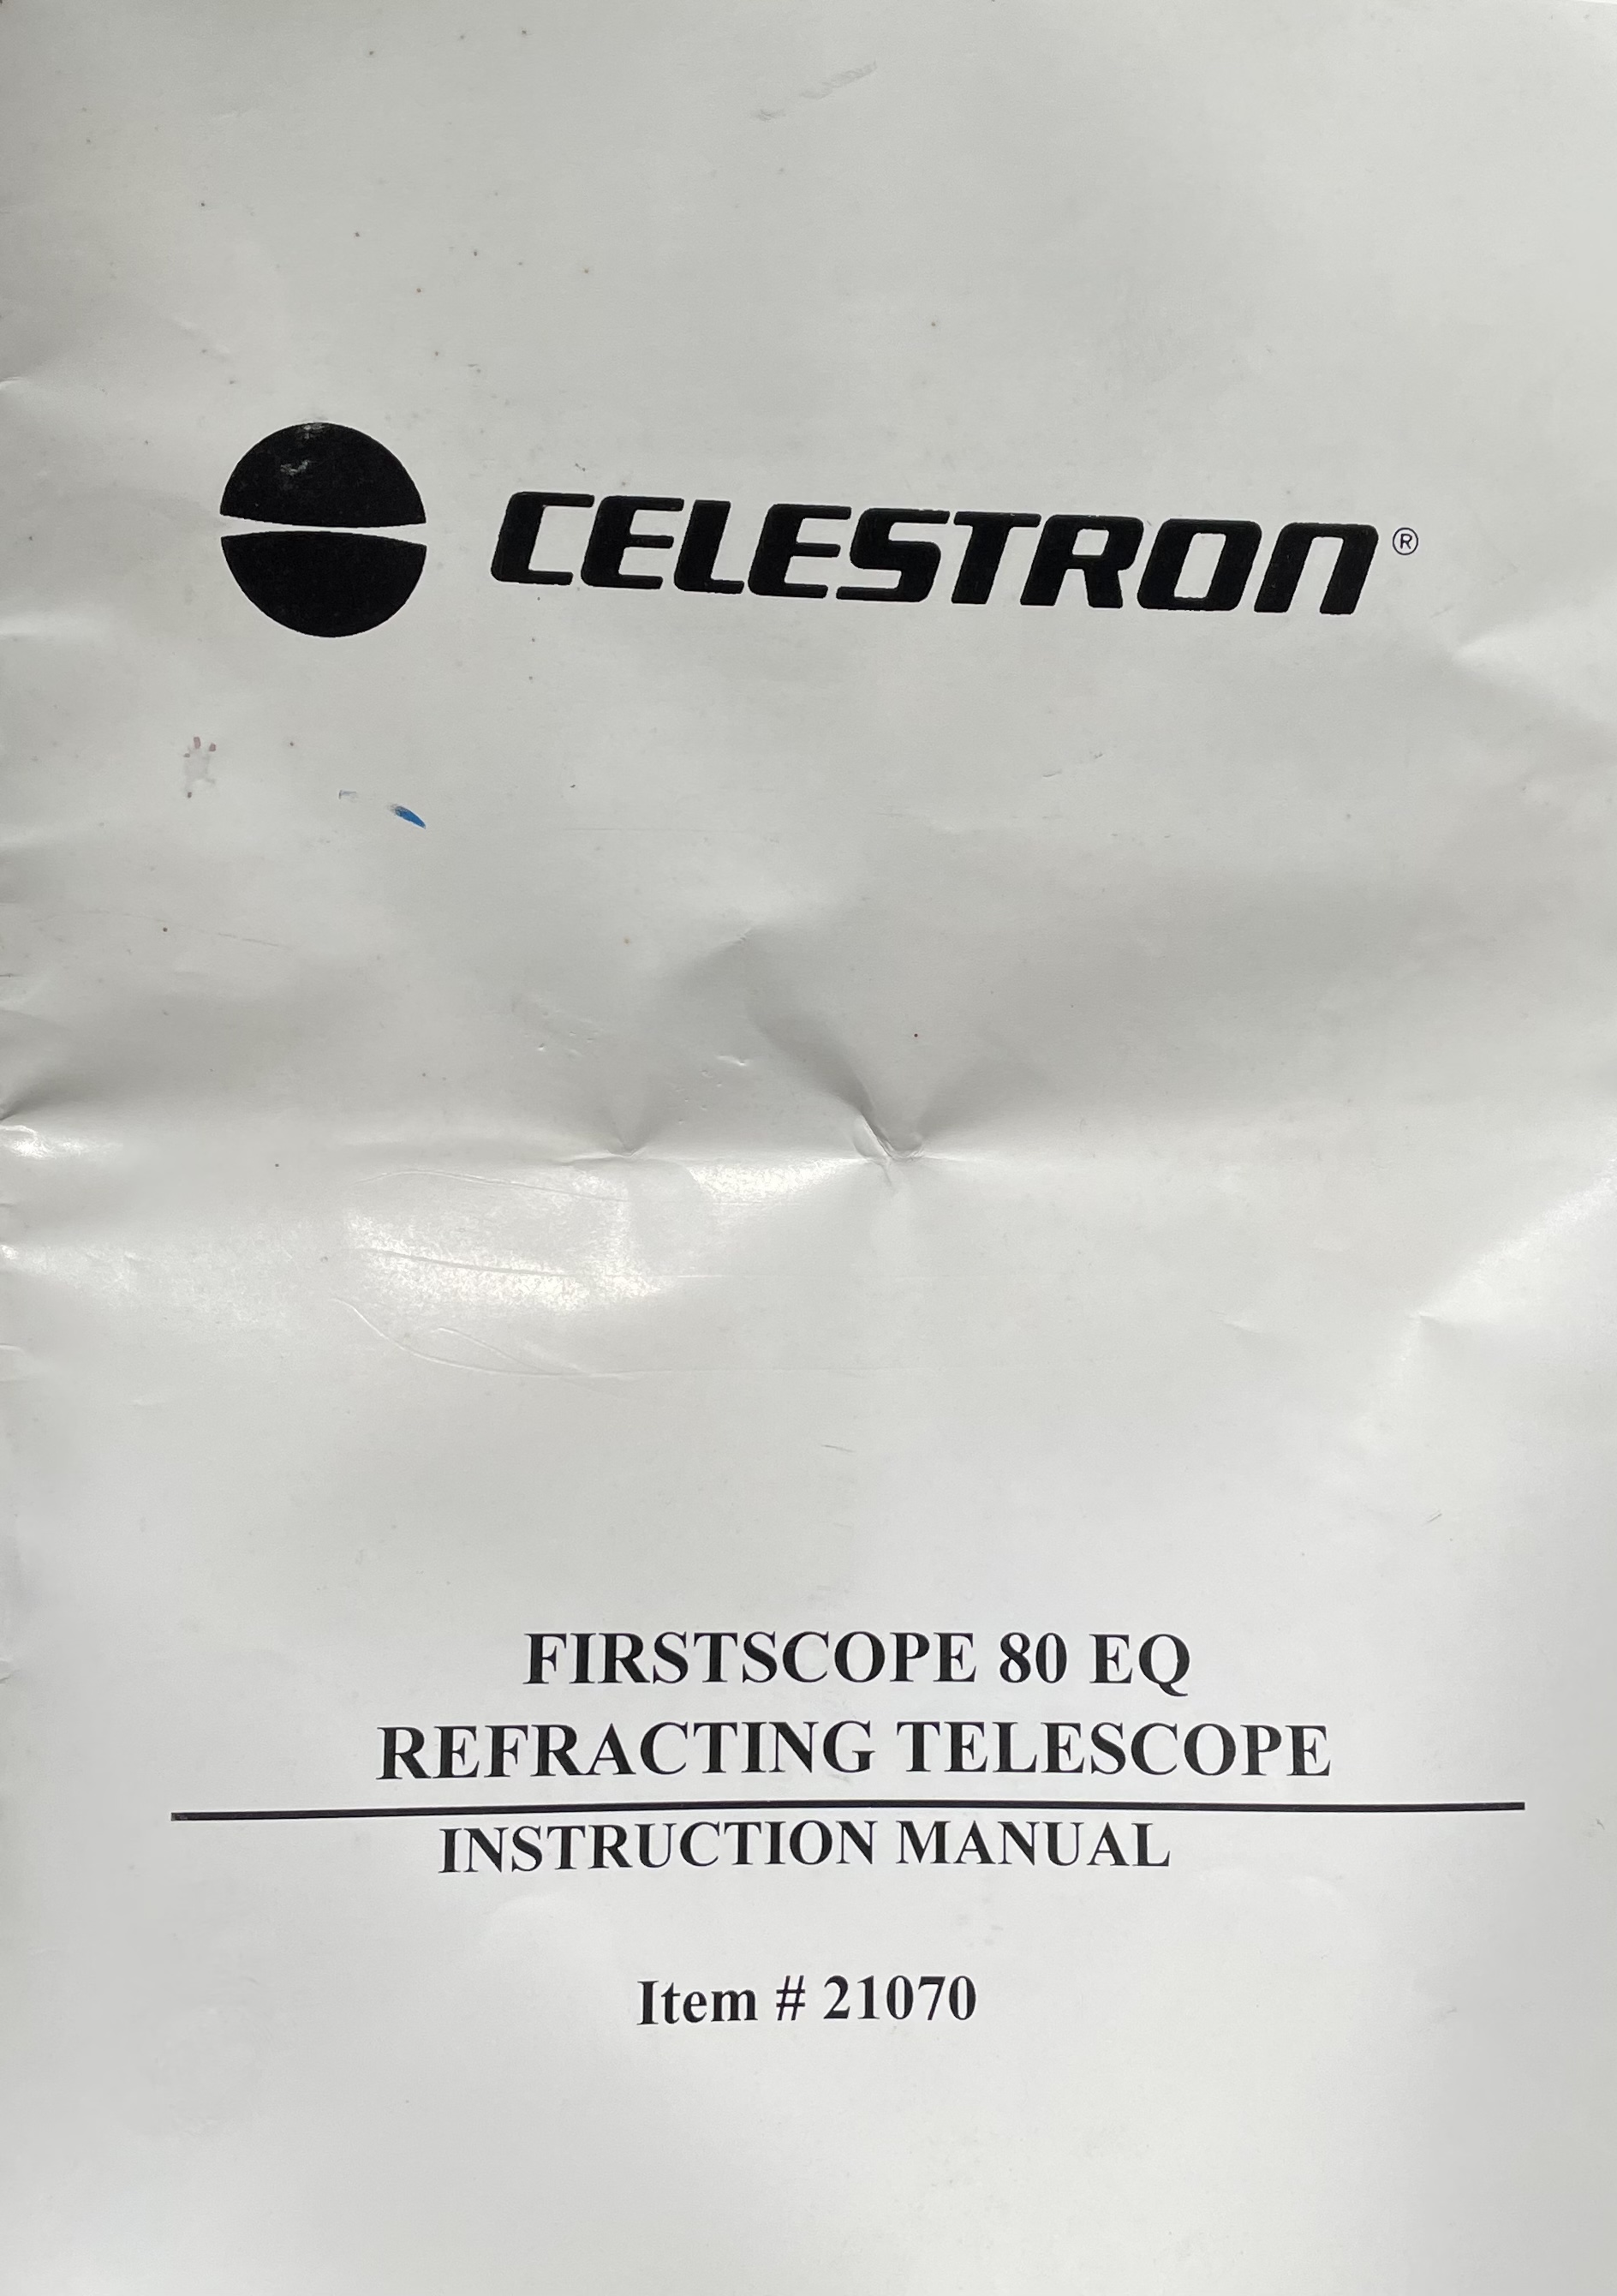 CELESTRON®
FIRSTSCOPE 80 EQ
REFRACTING TELESCOPE
INSTRUCTION MANUAL
Item # 21070